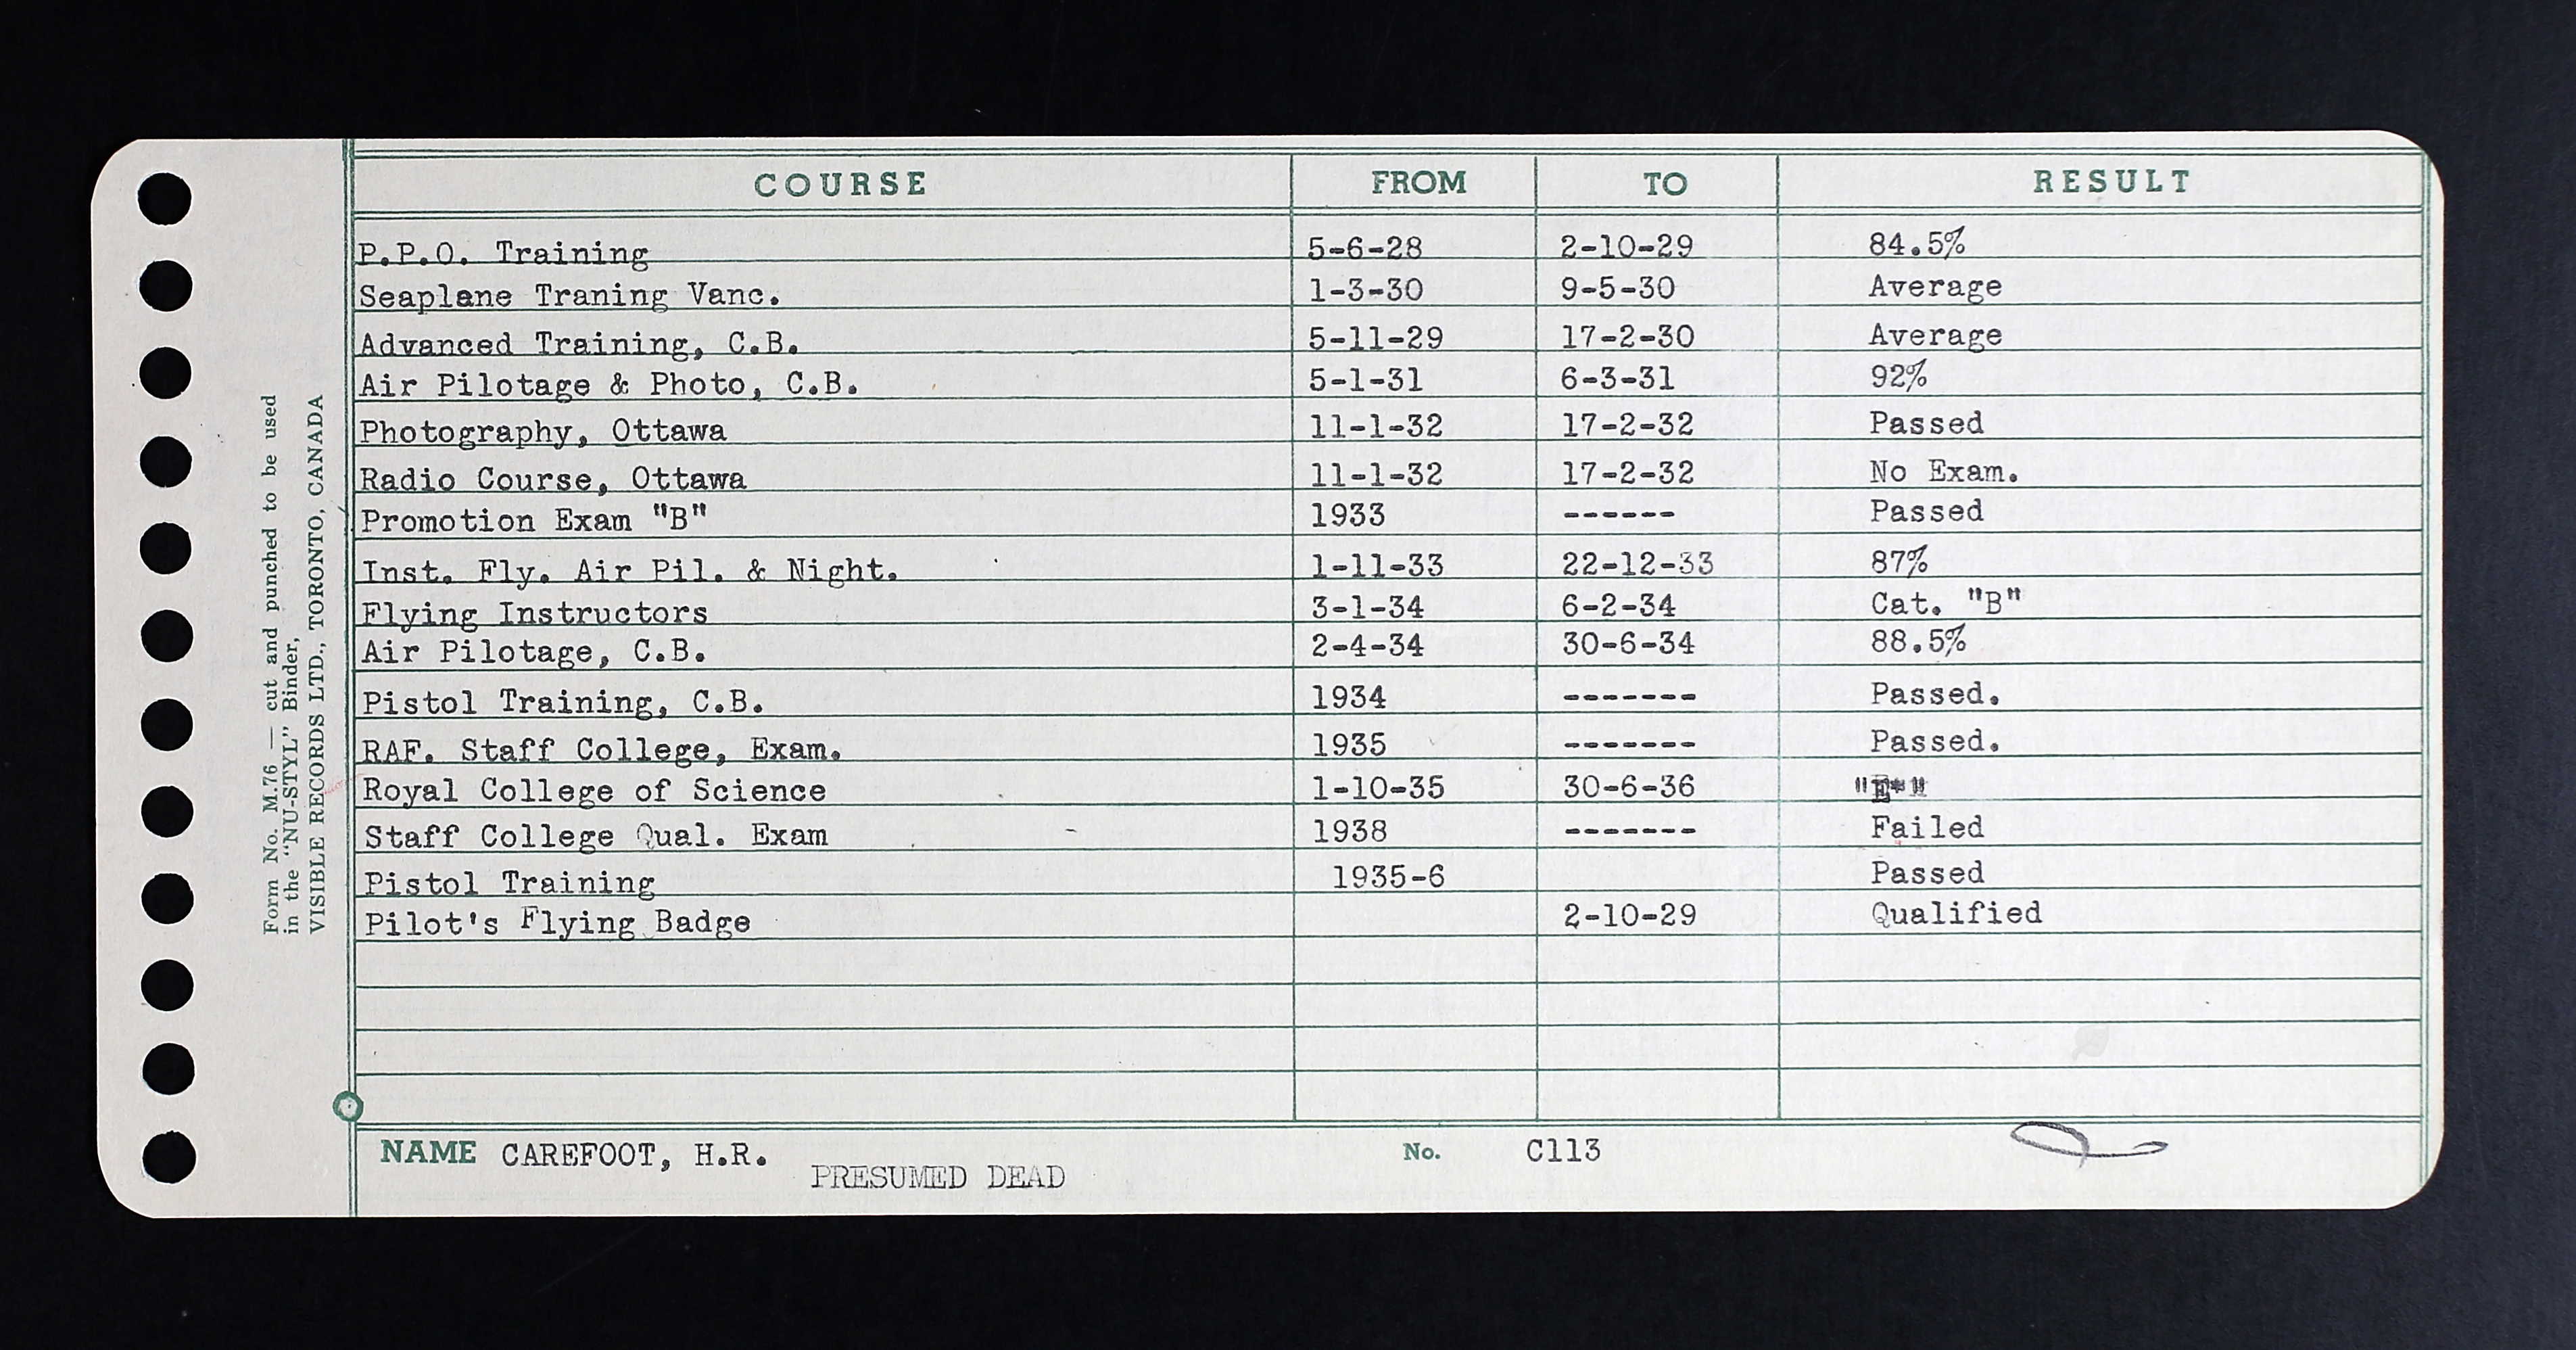 COURSE FROM TO RESULT
P.P.O. Training 5-6-28 2-10-29 84.5%
Seaplane Traning Vanc. 1-3-30 9-5-30 Average
Advanced Training, C.B. 5-11-29 17-2-30 Average
Air Pilotage & Photo, C.B. 5-1-31 6-3-31 92%
Photography, Ottawa 11-1-32 17-2-32 Passed
Radio Course, Ottawa 11-1-32 17-2-32 No Exam.
Promotion Exam "B" 1933 ------ Passed
Inst. Fly. Air Pil. & Night. 1-11-33 22-12-33 87%
Flying Instructors 3-1-34 6-2-34 Cat. "B"
Air Pilotage, C.B. 2-4-34 30-6-34 88.5%
Pistol Training, C.B. 1934 ------- Passed.
RAF. Staff College, Exam. 1935 ------- Passed.
Royal College of Science 1-10-35 30-6-36
Staff College Qual. Exam 1938 ------- Failed
Pistol Training 1935-6 Passed
Pilot's Flying Badge 2-10-29 Qualified
NAME CAREFOOT, H.R. No. C113
PRESUMED DEAD
Form No. M.76 — cut and punched to be used
in the "NU-STYL" Binder,
VISIBLE RECORDS LTD., TORONTO, CANADA